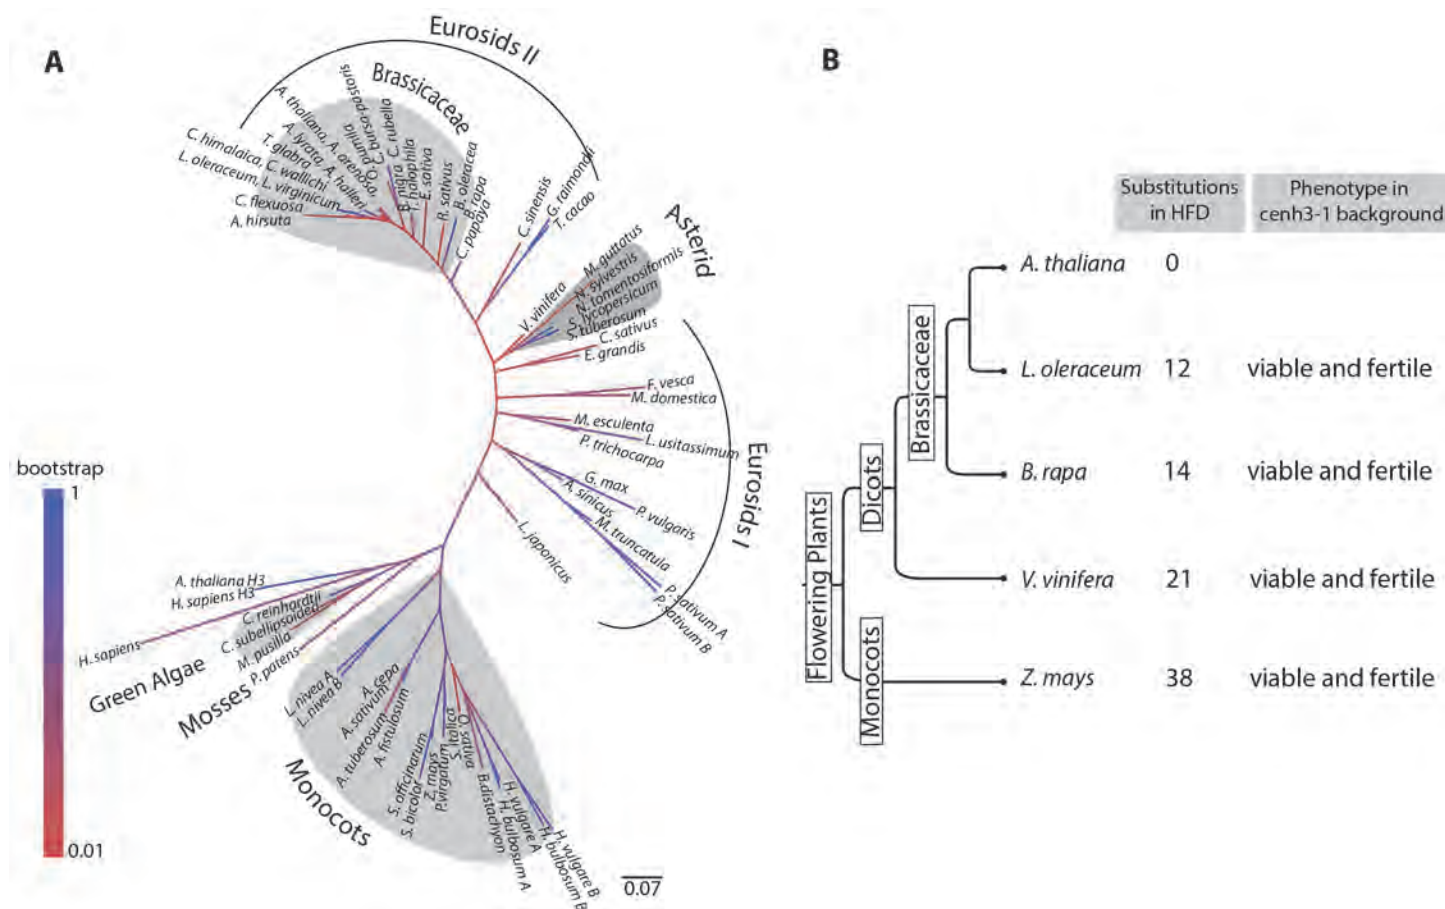 A
Eurosids II
Brassicaceae
A. thaliana, A. arenosa,
A. lyrata, A. halleri
T. glabra
C. himalaica, C. wallichi
L. oleraceum, L. virginicum
C. flexuosa
A. hirsuta
O. pumila
C. bursa-pastoris
C. rubella
B. nigra
T. halophila
E. sativa
R. sativus
B. oleracea
B. rapa
C. papaya
C. sinensis
G. raimondii
T. cacao
Asterid
V. vinifera
M. guttatus
N. sylvestris
N. tomentosiformis
S. lycopersicum
S. tuberosum
C. sativus
E. grandis
F. vesca
M. domestica
M. esculenta
L. usitassimum
P. trichocarpa
Eurosids I
G. max
A. sinicus
P. vulgaris
M. truncatula
L. japonicus
P. sativum A
P. sativum B
bootstrap
1
0.01
A. thaliana H3
H. sapiens H3
C. reinhardtii
C. subellipsoidea
H. sapiens
M. pusilla
P. patens
Green Algae
Mosses
Monocots
L. nivea A
L. nivea B
A. cepa
A. sativum
A. tuberosum
A. fistulosum
S. officinarum
S. bicolor
Z. mays
P. virgatum
S. italica
O. sativa
B. distachyon
H. vulgare A
H. bulbosum A
H. vulgare B
H. bulbosum B
0.07
B
Substitutions
in HFD
Phenotype in
cenh3-1 background
Flowering Plants
Dicots
Monocots
Brassicaceae
A. thaliana 0
L. oleraceum 12 viable and fertile
B. rapa 14 viable and fertile
V. vinifera 21 viable and fertile
Z. mays 38 viable and fertile